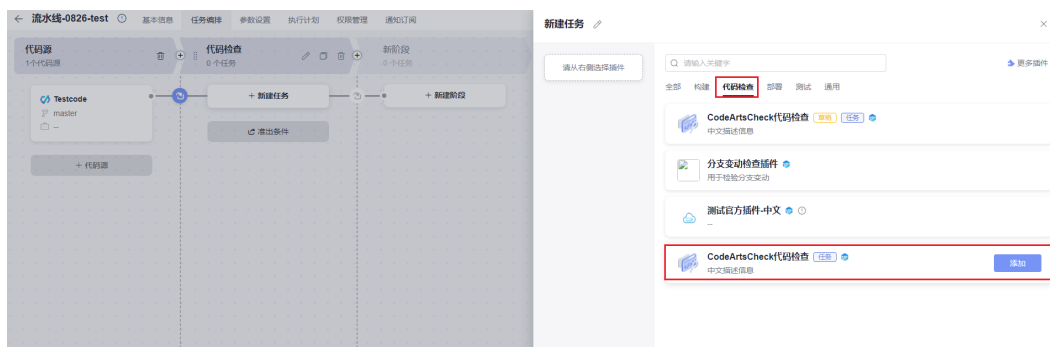 流水线-0826-test 基本信息 任务编排 参数设置 执行计划 权限管理 通知订阅
代码源
1个代码源
代码检查
0 个任务
新阶段
0 个任务
Testcode
master
--
+ 代码源
+ 新建任务
准出条件
+ 新建阶段
新建任务
请从右侧选择插件
请输入关键字
更多插件
全部 构建 代码检查 部署 测试 通用
CodeArtsCheck代码检查 草稿 任务
中文描述信息
分支变动检查插件
用于检验分支变动
测试官方插件-中文
--
CodeArtsCheck代码检查 任务
中文描述信息
添加